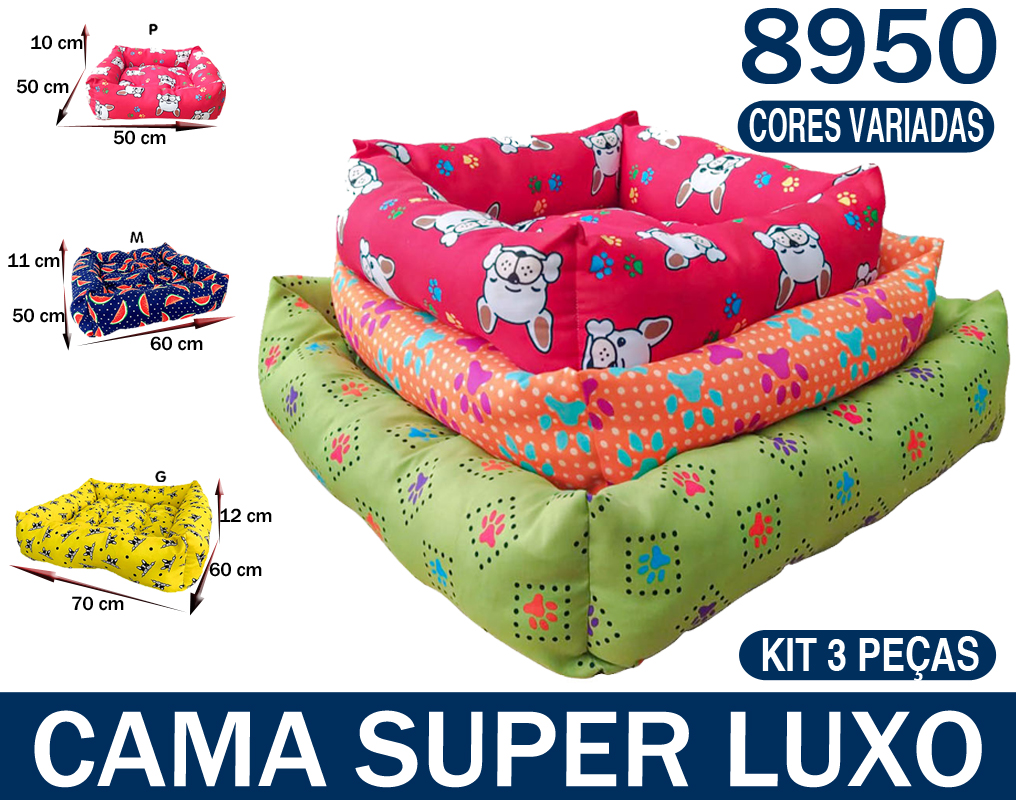 P
10 cm
50 cm
50 cm
8950
CORES VARIADAS
M
11 cm
50 cm
60 cm
G
12 cm
60 cm
70 cm
KIT 3 PEÇAS
CAMA SUPER LUXO